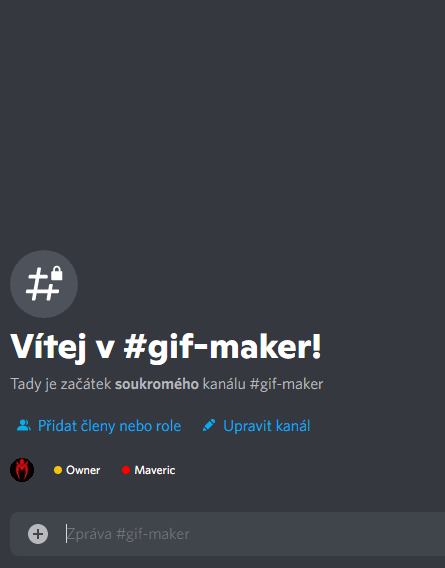 Vítej v #gif-maker!
Tady je začátek soukromého kanálu #gif-maker
Přidat členy nebo role Upravit kanál
Owner Maveric
Zpráva #gif-maker